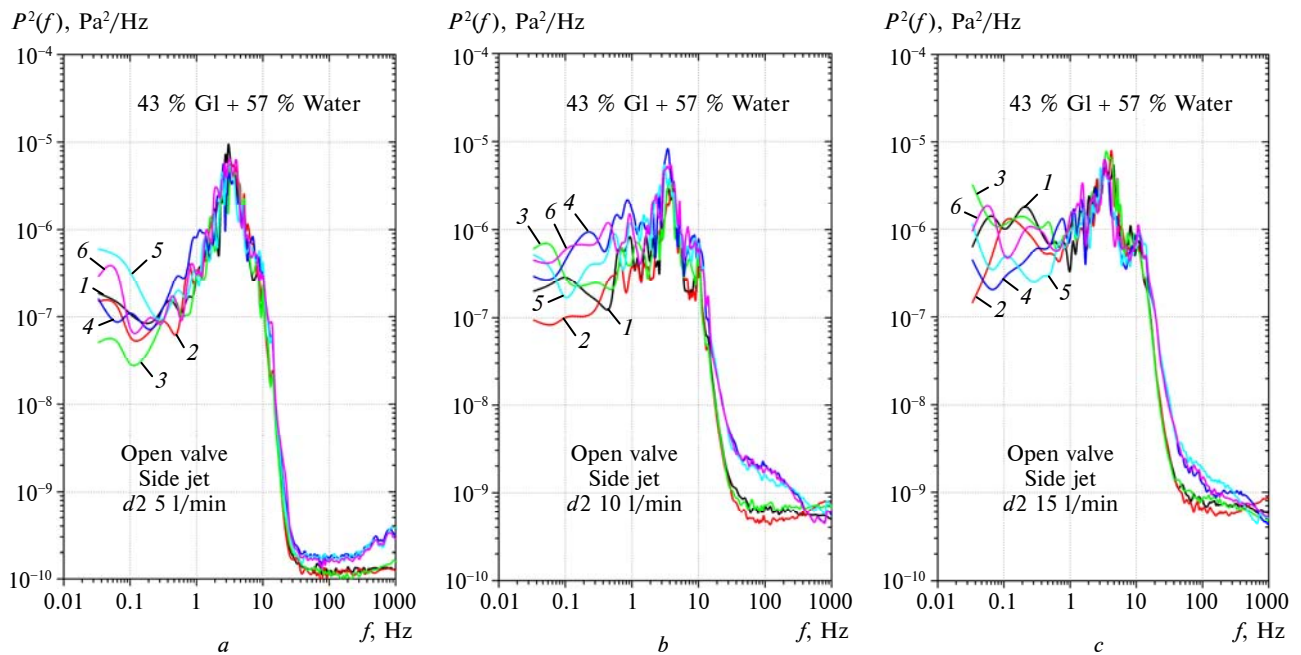 P²(f), Pa²/Hz
10⁻⁴
43 % Gl + 57 % Water
10⁻⁵
10⁻⁶
10⁻⁷
10⁻⁸
10⁻⁹
10⁻¹⁰
6
5
1
4
2
3
Open valve
Side jet
d2 5 l/min
0.01 0.1 1 10 100 1000
f, Hz
a
P²(f), Pa²/Hz
10⁻⁴
43 % Gl + 57 % Water
10⁻⁵
10⁻⁶
10⁻⁷
10⁻⁸
10⁻⁹
10⁻¹⁰
3
6
4
5
2
1
Open valve
Side jet
d2 10 l/min
0.01 0.1 1 10 100 1000
f, Hz
b
P²(f), Pa²/Hz
10⁻⁴
43 % Gl + 57 % Water
10⁻⁵
10⁻⁶
10⁻⁷
10⁻⁸
10⁻⁹
10⁻¹⁰
3
1
6
2
4
5
Open valve
Side jet
d2 15 l/min
0.01 0.1 1 10 100 1000
f, Hz
c